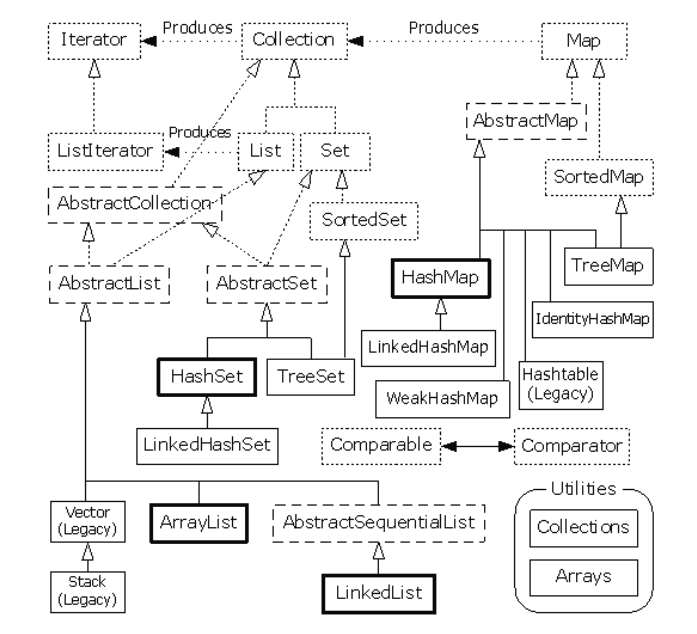 Iterator
Produces
Collection
Produces
Map
AbstractMap
ListIterator
Produces
List
Set
SortedMap
AbstractCollection
SortedSet
AbstractList
AbstractSet
HashMap
TreeMap
IdentityHashMap
LinkedHashMap
HashSet
TreeSet
WeakHashMap
Hashtable
(Legacy)
LinkedHashSet
Comparable
Comparator
Utilities
Vector
(Legacy)
ArrayList
AbstractSequentialList
Collections
Stack
(Legacy)
LinkedList
Arrays